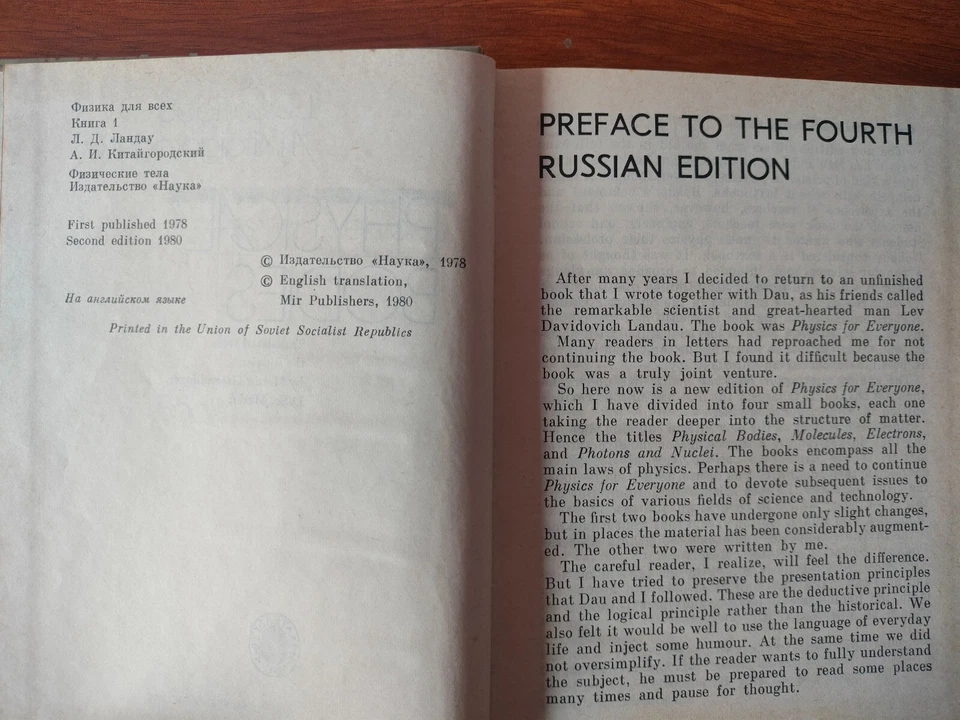 Физика для всех
Книга 1
Л. Д. Ландау
А. И. Китайгородский
Физические тела
Издательство «Наука»
First published 1978
Second edition 1980
© Издательство «Наука», 1978
© English translation,
На английском языке
Mir Publishers, 1980
Printed in the Union of Soviet Socialist Republics
PREFACE TO THE FOURTH
RUSSIAN EDITION
After many years I decided to return to an unfinished
book that I wrote together with Dau, as his friends called
the remarkable scientist and great-hearted man Lev
Davidovich Landau. The book was Physics for Everyone.
Many readers in letters had reproached me for not
continuing the book. But I found it difficult because the
book was a truly joint venture.
So here now is a new edition of Physics for Everyone,
which I have divided into four small books, each one
taking the reader deeper into the structure of matter.
Hence the titles Physical Bodies, Molecules, Electrons,
and Photons and Nuclei. The books encompass all the
main laws of physics. Perhaps there is a need to continue
Physics for Everyone and to devote subsequent issues to
the basics of various fields of science and technology.
The first two books have undergone only slight changes,
but in places the material has been considerably augment-
ed. The other two were written by me.
The careful reader, I realize, will feel the difference.
But I have tried to preserve the presentation principles
that Dau and I followed. These are the deductive principle
and the logical principle rather than the historical. We
also felt it would be well to use the language of everyday
life and inject some humour. At the same time we did
not oversimplify. If the reader wants to fully understand
the subject, he must be prepared to read some places
many times and pause for thought.